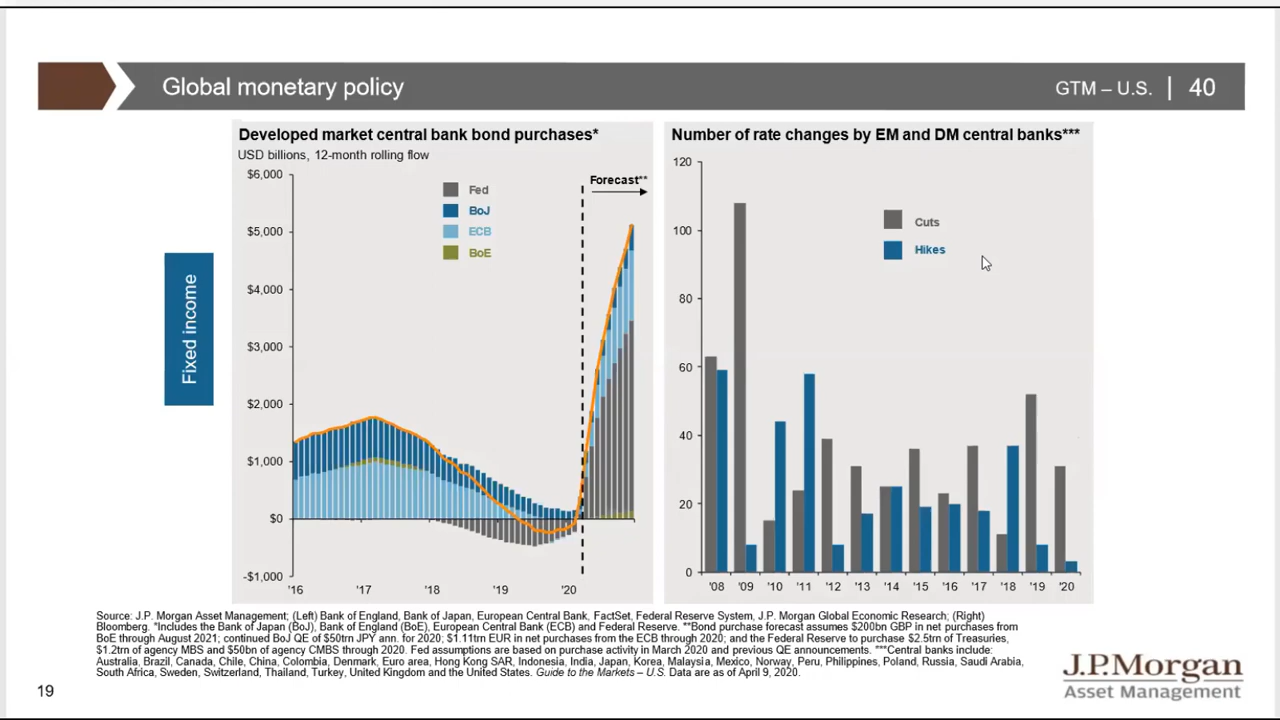 Global monetary policy
GTM – U.S. | 40
Developed market central bank bond purchases*
USD billions, 12-month rolling flow
$6,000
$5,000
$4,000
$3,000
$2,000
$1,000
$0
-$1,000
'16 '17 '18 '19 '20
Fed
BoJ
ECB
BoE
Forecast**
Number of rate changes by EM and DM central banks***
120
100
80
60
40
20
0
'08 '09 '10 '11 '12 '13 '14 '15 '16 '17 '18 '19 '20
Cuts
Hikes
Fixed income
Source: J.P. Morgan Asset Management; (Left) Bank of England, Bank of Japan, European Central Bank, FactSet, Federal Reserve System, J.P. Morgan Global Economic Research; (Right)
Bloomberg. *Includes the Bank of Japan (BoJ), Bank of England (BoE), European Central Bank (ECB) and Federal Reserve. **Bond purchase forecast assumes $200bn GBP in net purchases from
BoE through August 2021; continued BoJ QE of $50trn JPY ann. for 2020; $1.11trn EUR in net purchases from the ECB through 2020; and the Federal Reserve to purchase $2.5trn of Treasuries,
$1.2trn of agency MBS and $50bn of agency CMBS through 2020. Fed assumptions are based on purchase activity in March 2020 and previous QE announcements. ***Central banks include:
Australia, Brazil, Canada, Chile, China, Colombia, Denmark, Euro area, Hong Kong SAR, Indonesia, India, Japan, Korea, Malaysia, Mexico, Norway, Peru, Philippines, Poland, Russia, Saudi Arabia,
South Africa, Sweden, Switzerland, Thailand, Turkey, United Kingdom and the United States. Guide to the Markets – U.S. Data are as of April 9, 2020.
19
J.P.Morgan
Asset Management